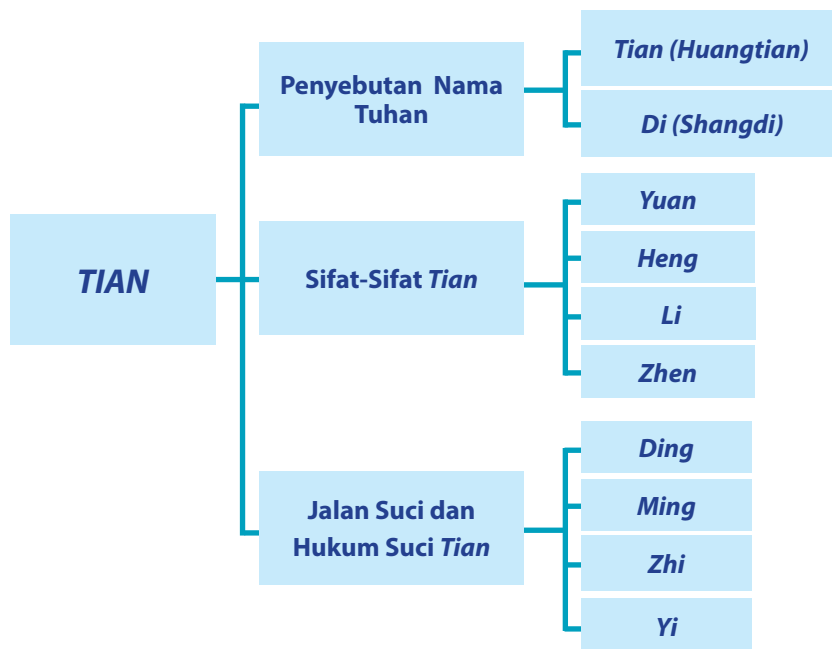 TIAN
Penyebutan Nama
Tuhan
Tian (Huangtian)
Di (Shangdi)
Sifat-Sifat Tian
Yuan
Heng
Li
Zhen
Jalan Suci dan
Hukum Suci Tian
Ding
Ming
Zhi
Yi